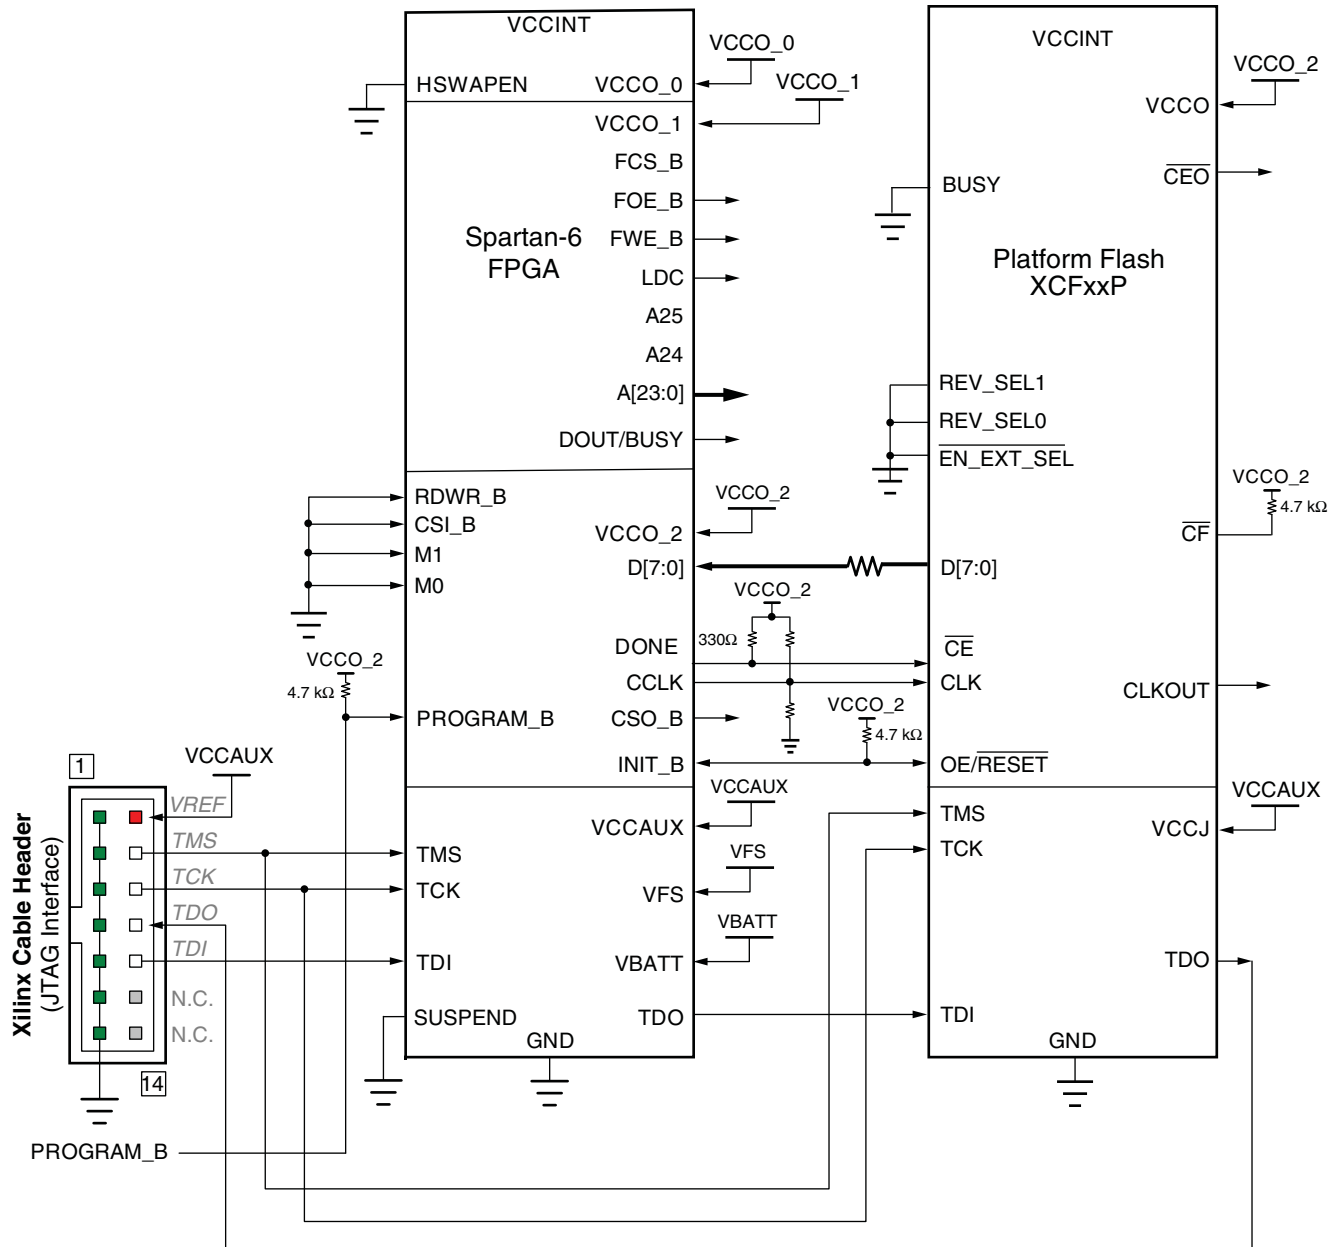 VCCINT
VCCO_0
HSWAPEN
VCCO_0
VCCO_1
VCCO_1
FCS_B
FOE_B
Spartan-6
FPGA
FWE_B
LDC
A25
A24
A[23:0]
DOUT/BUSY
RDWR_B
CSI_B
M1
M0
VCCO_2
VCCO_2
D[7:0]
VCCO_2
330Ω
DONE
CCLK
VCCO_2
4.7 kΩ
PROGRAM_B
CSO_B
VCCO_2
4.7 kΩ
INIT_B
VCCAUX
VCCAUX
TMS
TCK
VFS
VFS
VBATT
TDI
VBATT
SUSPEND
TDO
GND
VCCINT
VCCO_2
VCCO
CEO
BUSY
Platform Flash
XCFxxP
REV_SEL1
REV_SEL0
EN_EXT_SEL
VCCO_2
4.7 kΩ
CF
D[7:0]
CE
CLK
CLKOUT
OE/RESET
VCCAUX
TMS
VCCJ
TCK
TDO
TDI
GND
1
VCCAUX
VREF
TMS
TCK
TDO
TDI
N.C.
N.C.
Xilinx Cable Header
(JTAG Interface)
14
PROGRAM_B